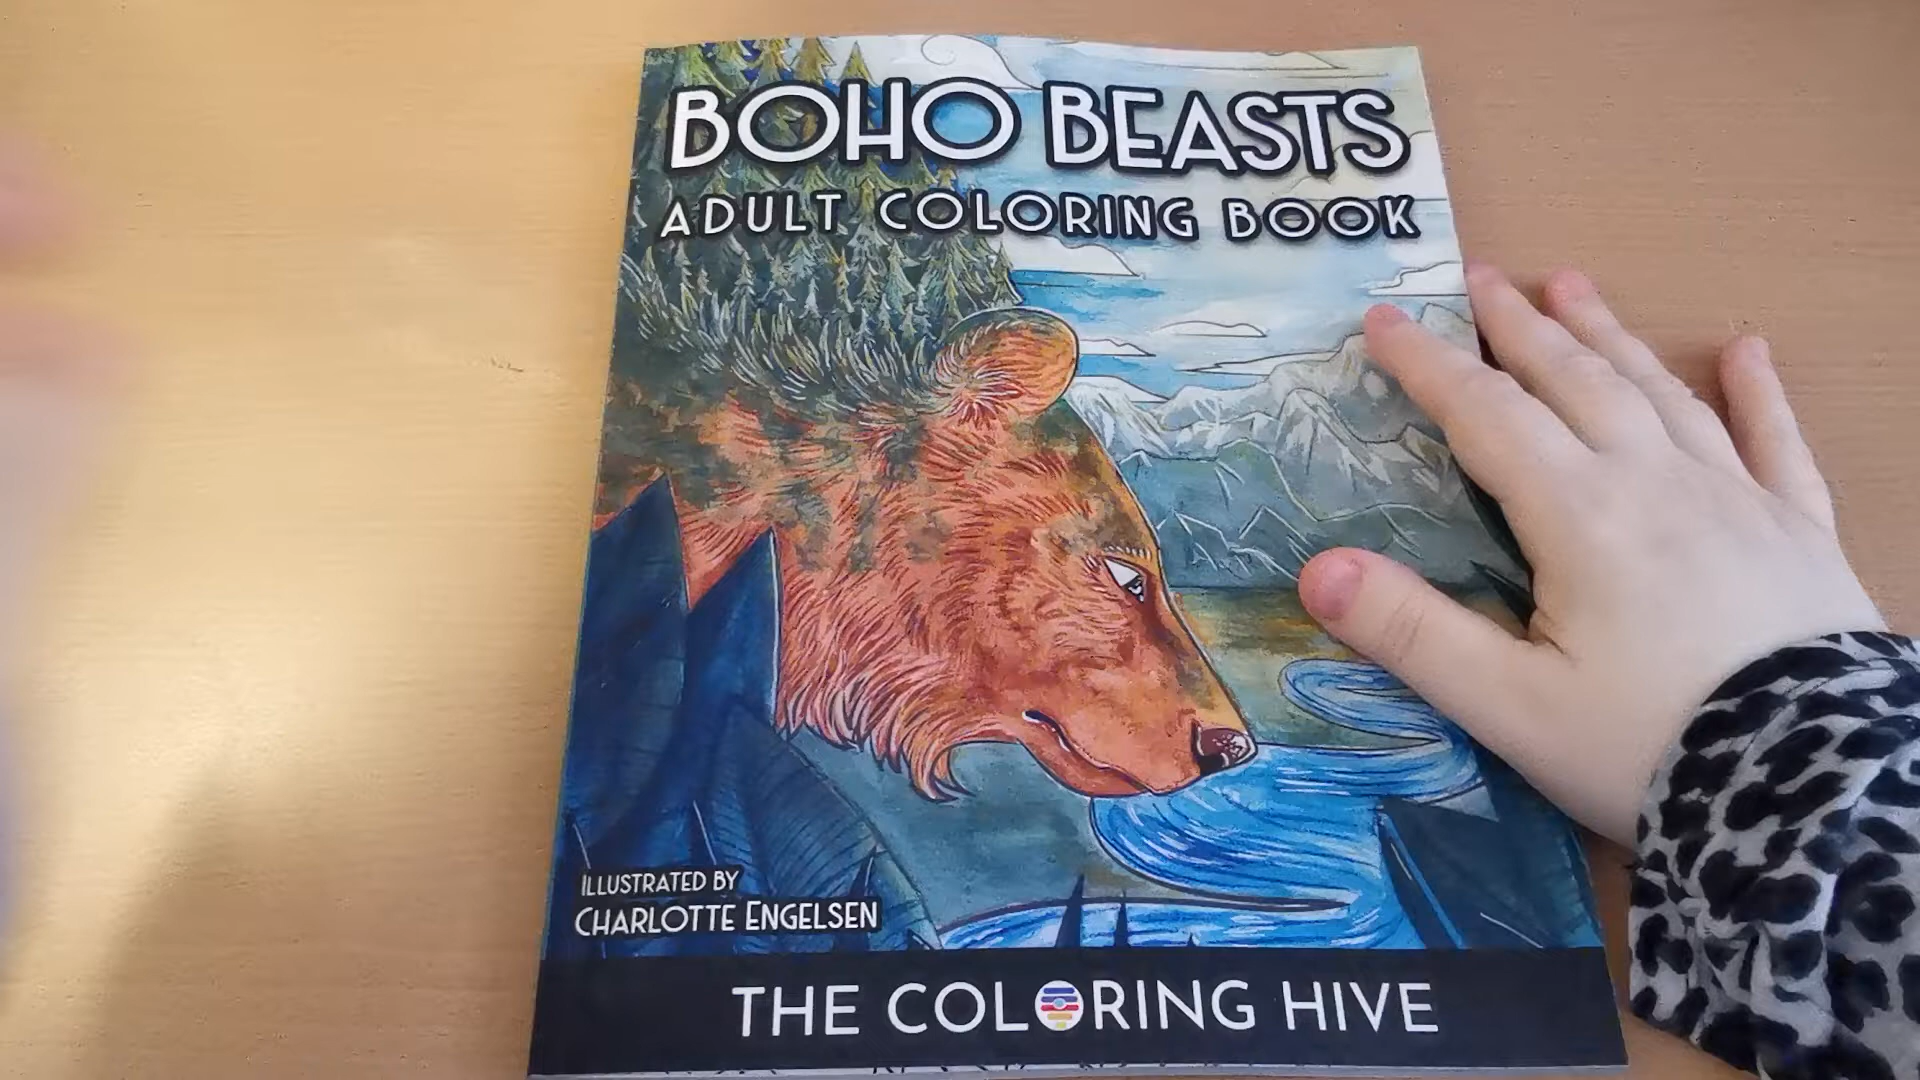 BOHO BEASTS
ADULT COLORING BOOK
ILLUSTRATED BY
CHARLOTTE ENGELSEN
THE COLORING HIVE